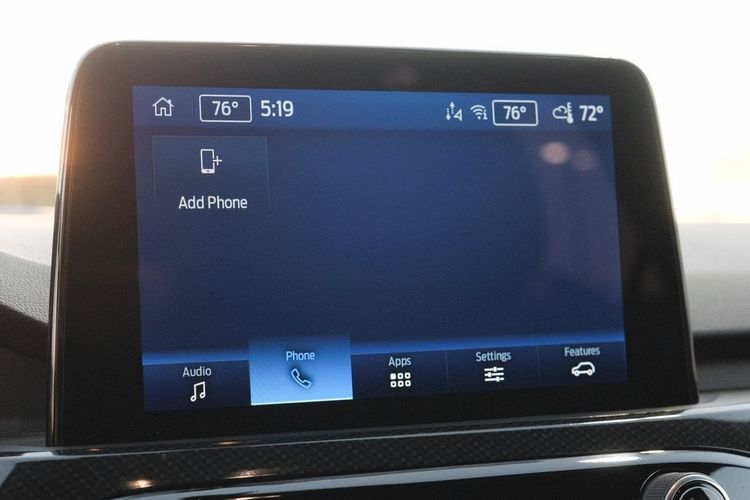 76° 5:19 76° 72°
Add Phone
Audio Phone Apps Settings Features